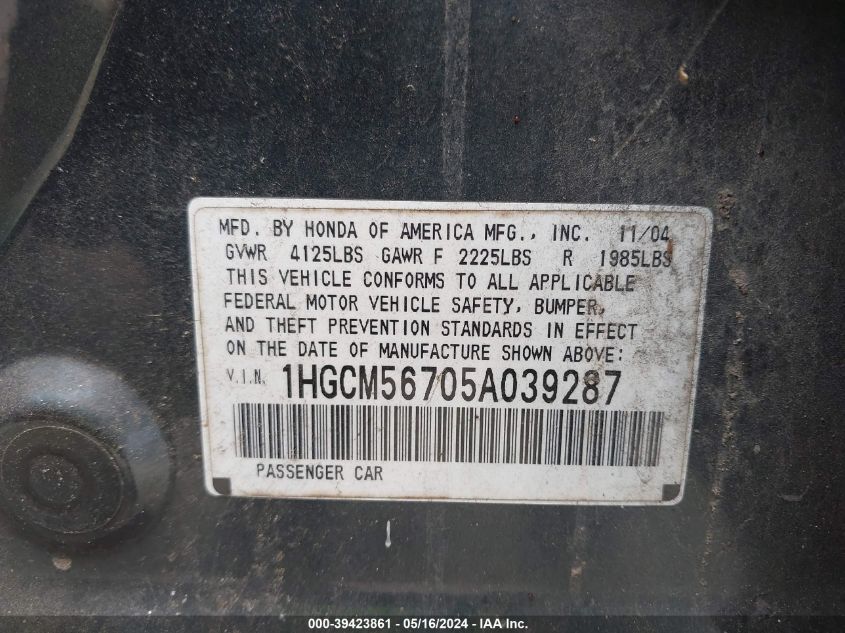 MFD. BY HONDA OF AMERICA MFG., INC. 11/04
GVWR 4125LBS GAWR F 2225LBS R 1985LBS
THIS VEHICLE CONFORMS TO ALL APPLICABLE
FEDERAL MOTOR VEHICLE SAFETY, BUMPER,
AND THEFT PREVENTION STANDARDS IN EFFECT
ON THE DATE OF MANUFACTURE SHOWN ABOVE:
V.I.N. 1HGCM56705A039287
PASSENGER CAR
000-39423861 - 05/16/2024 - IAA Inc.